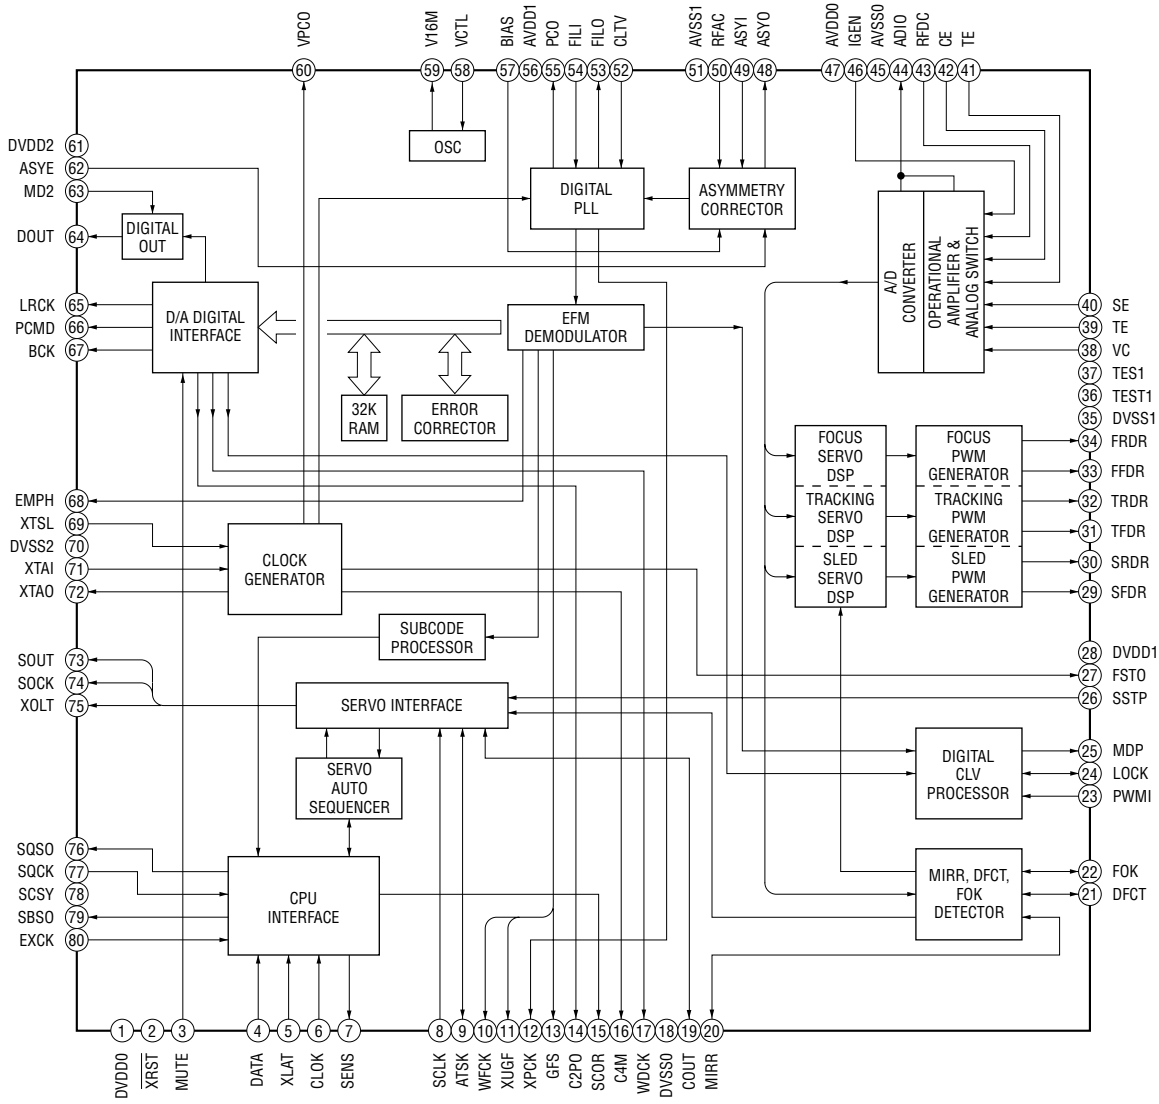 VPCO
V16M
VCTL
BIAS
AVDD1
PCO
FILI
FILO
CLTV
AVSS1
RFAC
ASYI
ASYO
AVDD0
IGEN
AVSS0
ADIO
RFDC
CE
TE
60
59
58
57
56
55
54
53
52
51
50
49
48
47
46
45
44
43
42
41
DVDD2 61
ASYE 62
MD2 63
DOUT 64
LRCK 65
PCMD 66
BCK 67
EMPH 68
XTSL 69
DVSS2 70
XTAI 71
XTAO 72
SOUT 73
SOCK 74
XOLT 75
SQSO 76
SQCK 77
SCSY 78
SBSO 79
EXCK 80
OSC
DIGITAL
PLL
ASYMMETRY
CORRECTOR
DIGITAL
OUT
D/A DIGITAL
INTERFACE
EFM
DEMODULATOR
A/D
CONVERTER
OPERATIONAL
AMPLIFIER &
ANALOG SWITCH
32K
RAM
ERROR
CORRECTOR
FOCUS
SERVO
DSP
TRACKING
SERVO
DSP
SLED
SERVO
DSP
FOCUS
PWM
GENERATOR
TRACKING
PWM
GENERATOR
SLED
PWM
GENERATOR
CLOCK
GENERATOR
SUBCODE
PROCESSOR
SERVO INTERFACE
SERVO
AUTO
SEQUENCER
DIGITAL
CLV
PROCESSOR
CPU
INTERFACE
MIRR, DFCT,
FOK
DETECTOR
40 SE
39 TE
38 VC
37 TES1
36 TEST1
35 DVSS1
34 FRDR
33 FFDR
32 TRDR
31 TFDR
30 SRDR
29 SFDR
28 DVDD1
27 FSTO
26 SSTP
25 MDP
24 LOCK
23 PWMI
22 FOK
21 DFCT
1
2
3
4
5
6
7
8
9
10
11
12
13
14
15
16
17
18
19
20
DVDD0
XRST
MUTE
DATA
XLAT
CLOK
SENS
SCLK
ATSK
WFCK
XUGF
XPCK
GFS
C2PO
SCOR
C4M
WDCK
DVSS0
COUT
MIRR